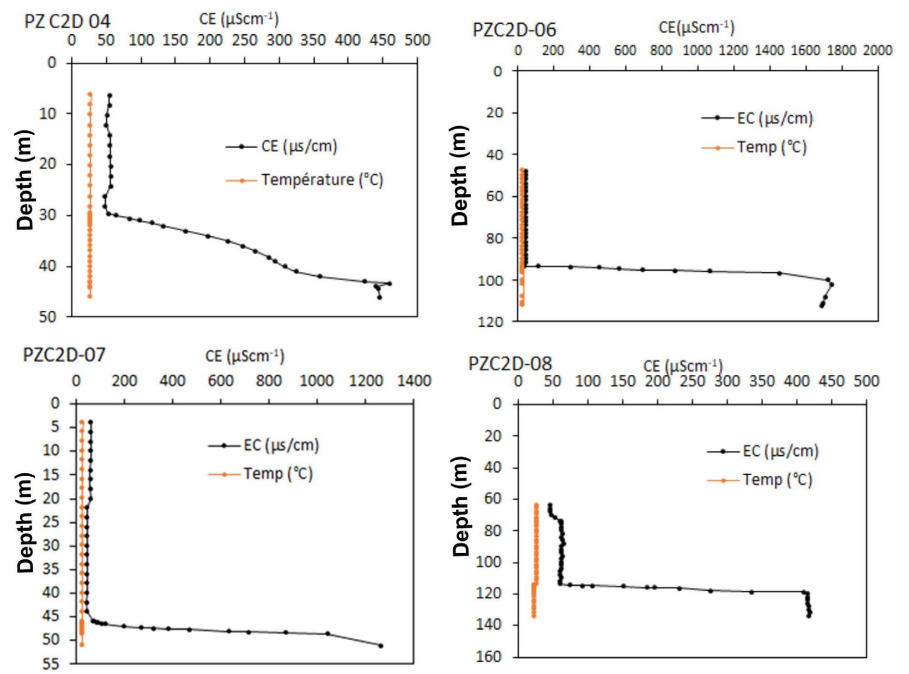 PZ C2D 04
CE (µScm⁻¹)
0 50 100 150 200 250 300 350 400 450 500
0
10
20
30
40
50
Depth (m)
CE (µs/cm)
Température (°C)
PZC2D-06
CE(µScm⁻¹)
0 200 400 600 800 1000 1200 1400 1600 1800 2000
0
20
40
60
80
100
120
Depth (m)
EC (µs/cm)
Temp (°C)
PZC2D-07
CE (µScm⁻¹)
0 200 400 600 800 1000 1200 1400
0
5
10
15
20
25
30
35
40
45
50
55
Depth (m)
EC (µs/cm)
Temp (°C)
PZC2D-08
CE (µScm⁻¹)
0 50 100 150 200 250 300 350 400 450 500
0
20
40
60
80
100
120
140
160
Depth (m)
EC (µs/cm)
Temp (°C)